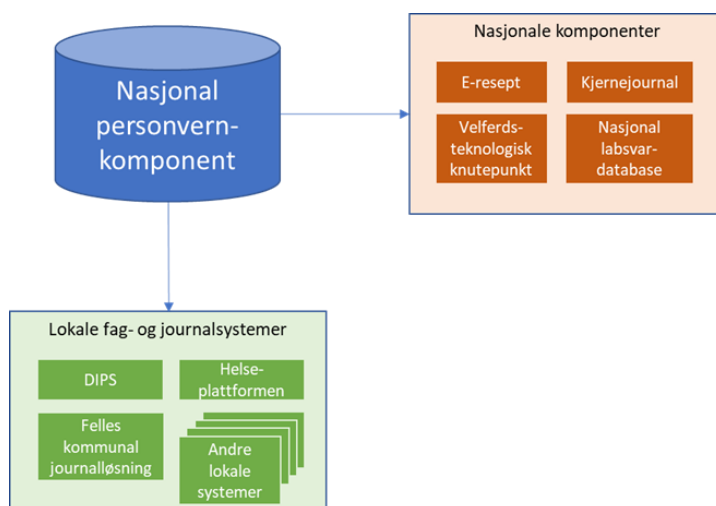 Nasjonal
personvern-
komponent
Nasjonale komponenter
E-resept
Kjernejournal
Velferds-
teknologisk
knutepunkt
Nasjonal
labsvar-
database
Lokale fag- og journalsystemer
DIPS
Helse-
plattformen
Felles
kommunal
journalløsning
Andre
lokale
systemer